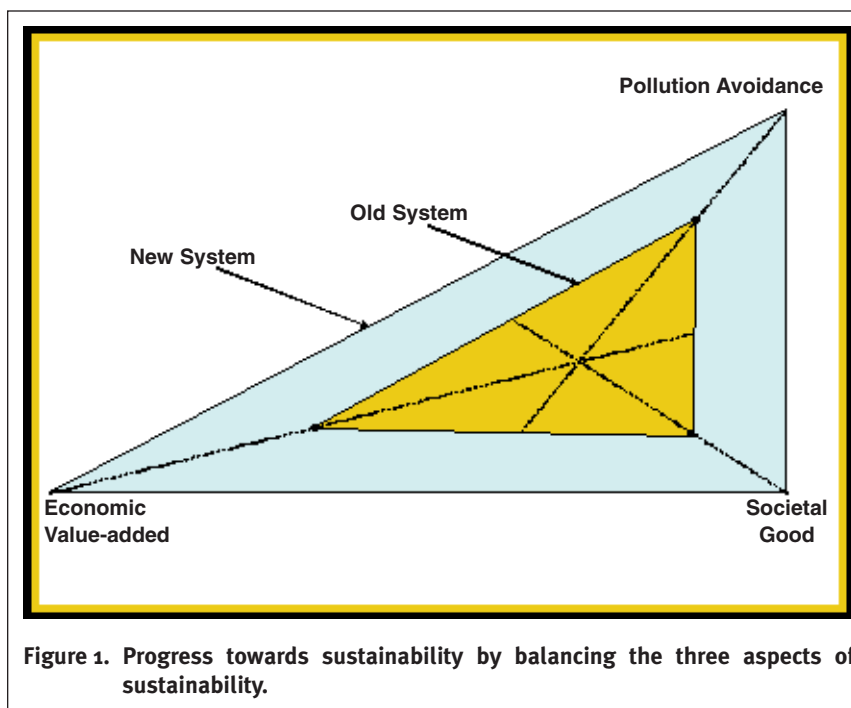 Pollution Avoidance
Old System
New System
Economic
Value-added
Societal
Good
Figure 1. Progress towards sustainability by balancing the three aspects of
sustainability.